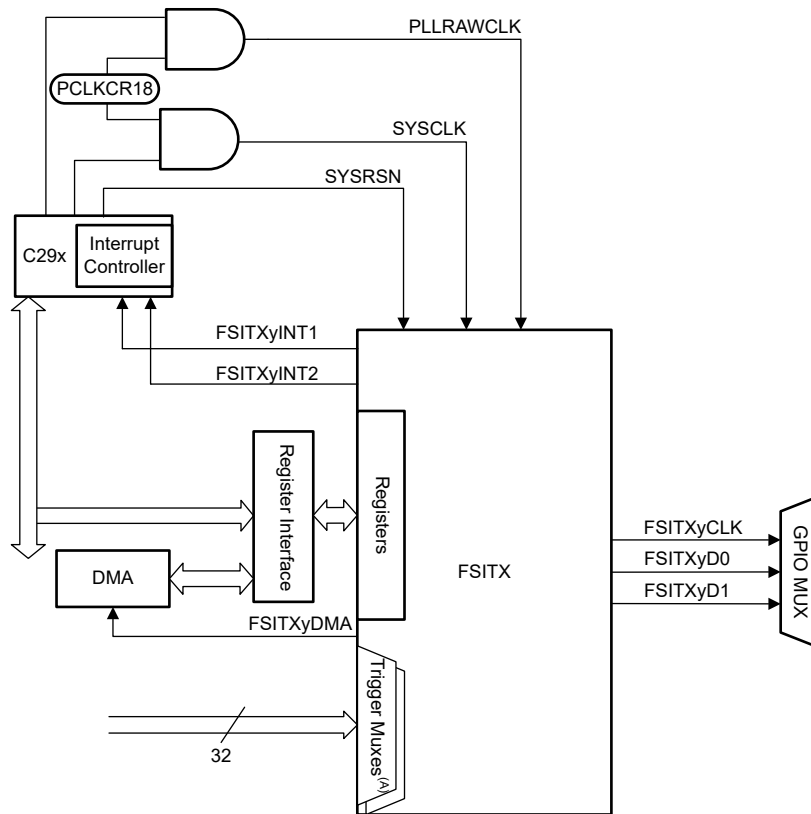 PLLRAWCLK
PCLKCR18
SYSCLK
SYSRSN
C29x
Interrupt
Controller
FSITXyINT1
FSITXyINT2
Register Interface
Registers
FSITX
DMA
FSITXyDMA
FSITXyCLK
FSITXyD0
FSITXyD1
GPIO MUX
Trigger Muxes(A)
32